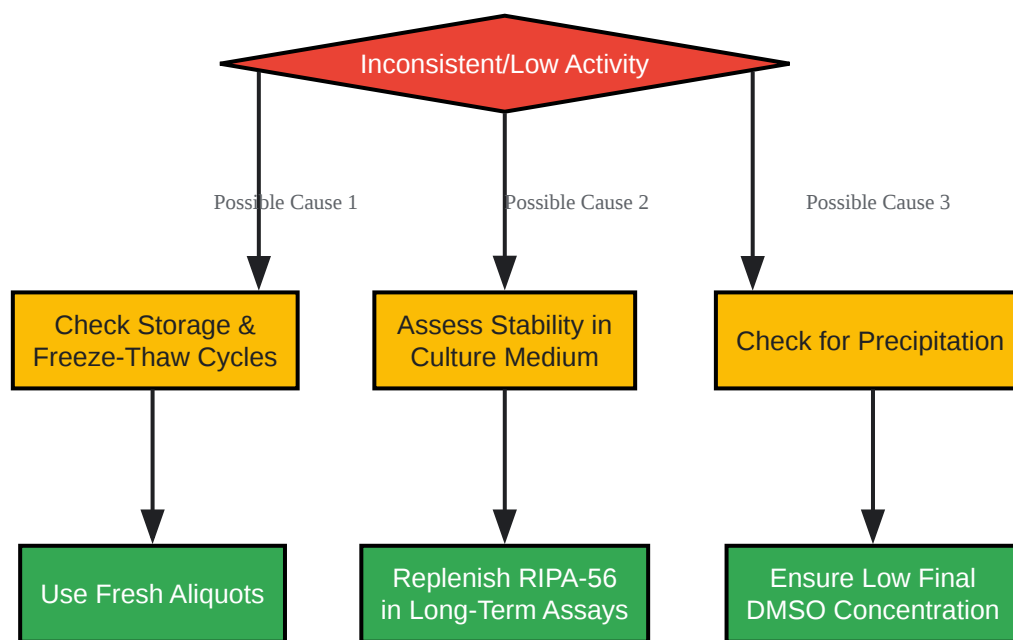 Inconsistent/Low Activity
Possible Cause 1
Possible Cause 2
Possible Cause 3
Check Storage &
Freeze-Thaw Cycles
Assess Stability in
Culture Medium
Check for Precipitation
Use Fresh Aliquots
Replenish RIPA-56
in Long-Term Assays
Ensure Low Final
DMSO Concentration